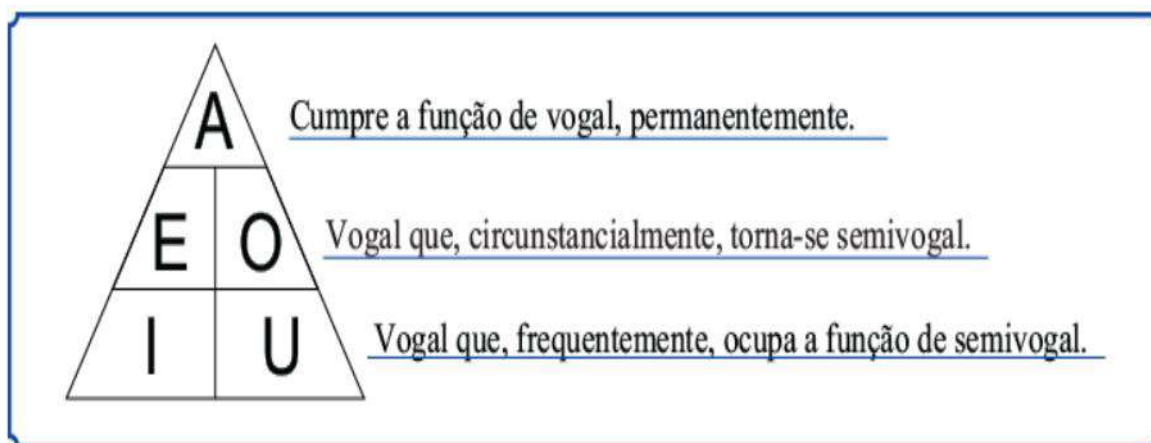 A Cumpre a função de vogal, permanentemente.
E O Vogal que, circunstancialmente, torna-se semivogal.
I U Vogal que, frequentemente, ocupa a função de semivogal.